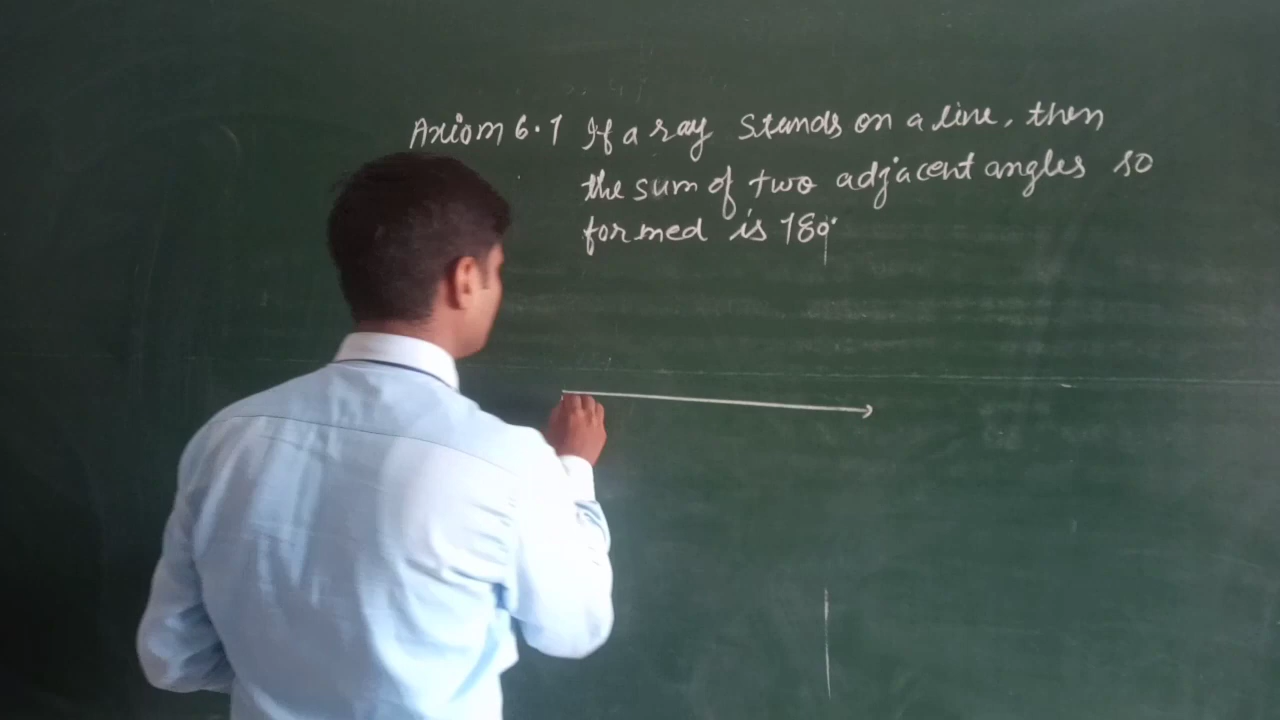 Axiom 6.1 If a ray stands on a line, then
the sum of two adjacent angles so
formed is 180°